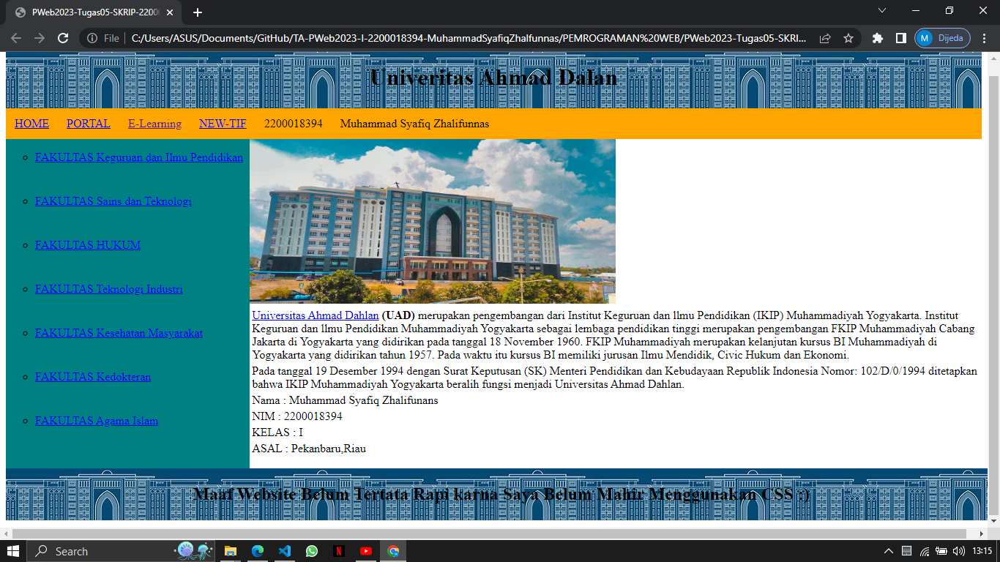 PWeb2023-Tugas05-SKRIP-2200
File
C:/Users/ASUS/Documents/GitHub/TA-PWeb2023-I-2200018394-MuhammadSyafiqZhalfunnas/PEMROGRAMAN%20WEB/PWeb2023-Tugas05-SKRI...
M Dijeda
Univeritas Ahmad Dalan
HOME PORTAL E-Learning NEW-TIF 2200018394 Muhammad Syafiq Zhalifunnas
FAKULTAS Keguruan dan Ilmu Pendidikan
FAKULTAS Sains dan Teknologi
FAKULTAS HUKUM
FAKULTAS Teknologi Industri
FAKULTAS Kesehatan Masyarakat
FAKULTAS Kedokteran
FAKULTAS Agama Islam
Universitas Ahmad Dahlan (UAD) merupakan pengembangan dari Institut Keguruan dan llmu Pendidikan (IKIP) Muhammadiyah Yogyakarta. Institut
Keguruan dan llmu Pendidikan Muhammadiyah Yogyakarta sebagai lembaga pendidikan tinggi merupakan pengembangan FKIP Muhammadiyah Cabang
Jakarta di Yogyakarta yang didirikan pada tanggal 18 November 1960. FKIP Muhammadiyah merupakan kelanjutan kursus BI Muhammadiyah di
Yogyakarta yang didirikan tahun 1957. Pada waktu itu kursus BI memiliki jurusan Ilmu Mendidik, Civic Hukum dan Ekonomi.
Pada tanggal 19 Desember 1994 dengan Surat Keputusan (SK) Menteri Pendidikan dan Kebudayaan Republik Indonesia Nomor: 102/D/0/1994 ditetapkan
bahwa IKIP Muhammadiyah Yogyakarta beralih fungsi menjadi Universitas Ahmad Dahlan.
Nama : Muhammad Syafiq Zhalifunans
NIM : 2200018394
KELAS : I
ASAL : Pekanbaru,Riau
Maaf Website Belum Tertata Rapi karna Saya Belum Mahir Menggunakan CSS :)
Search
13:15